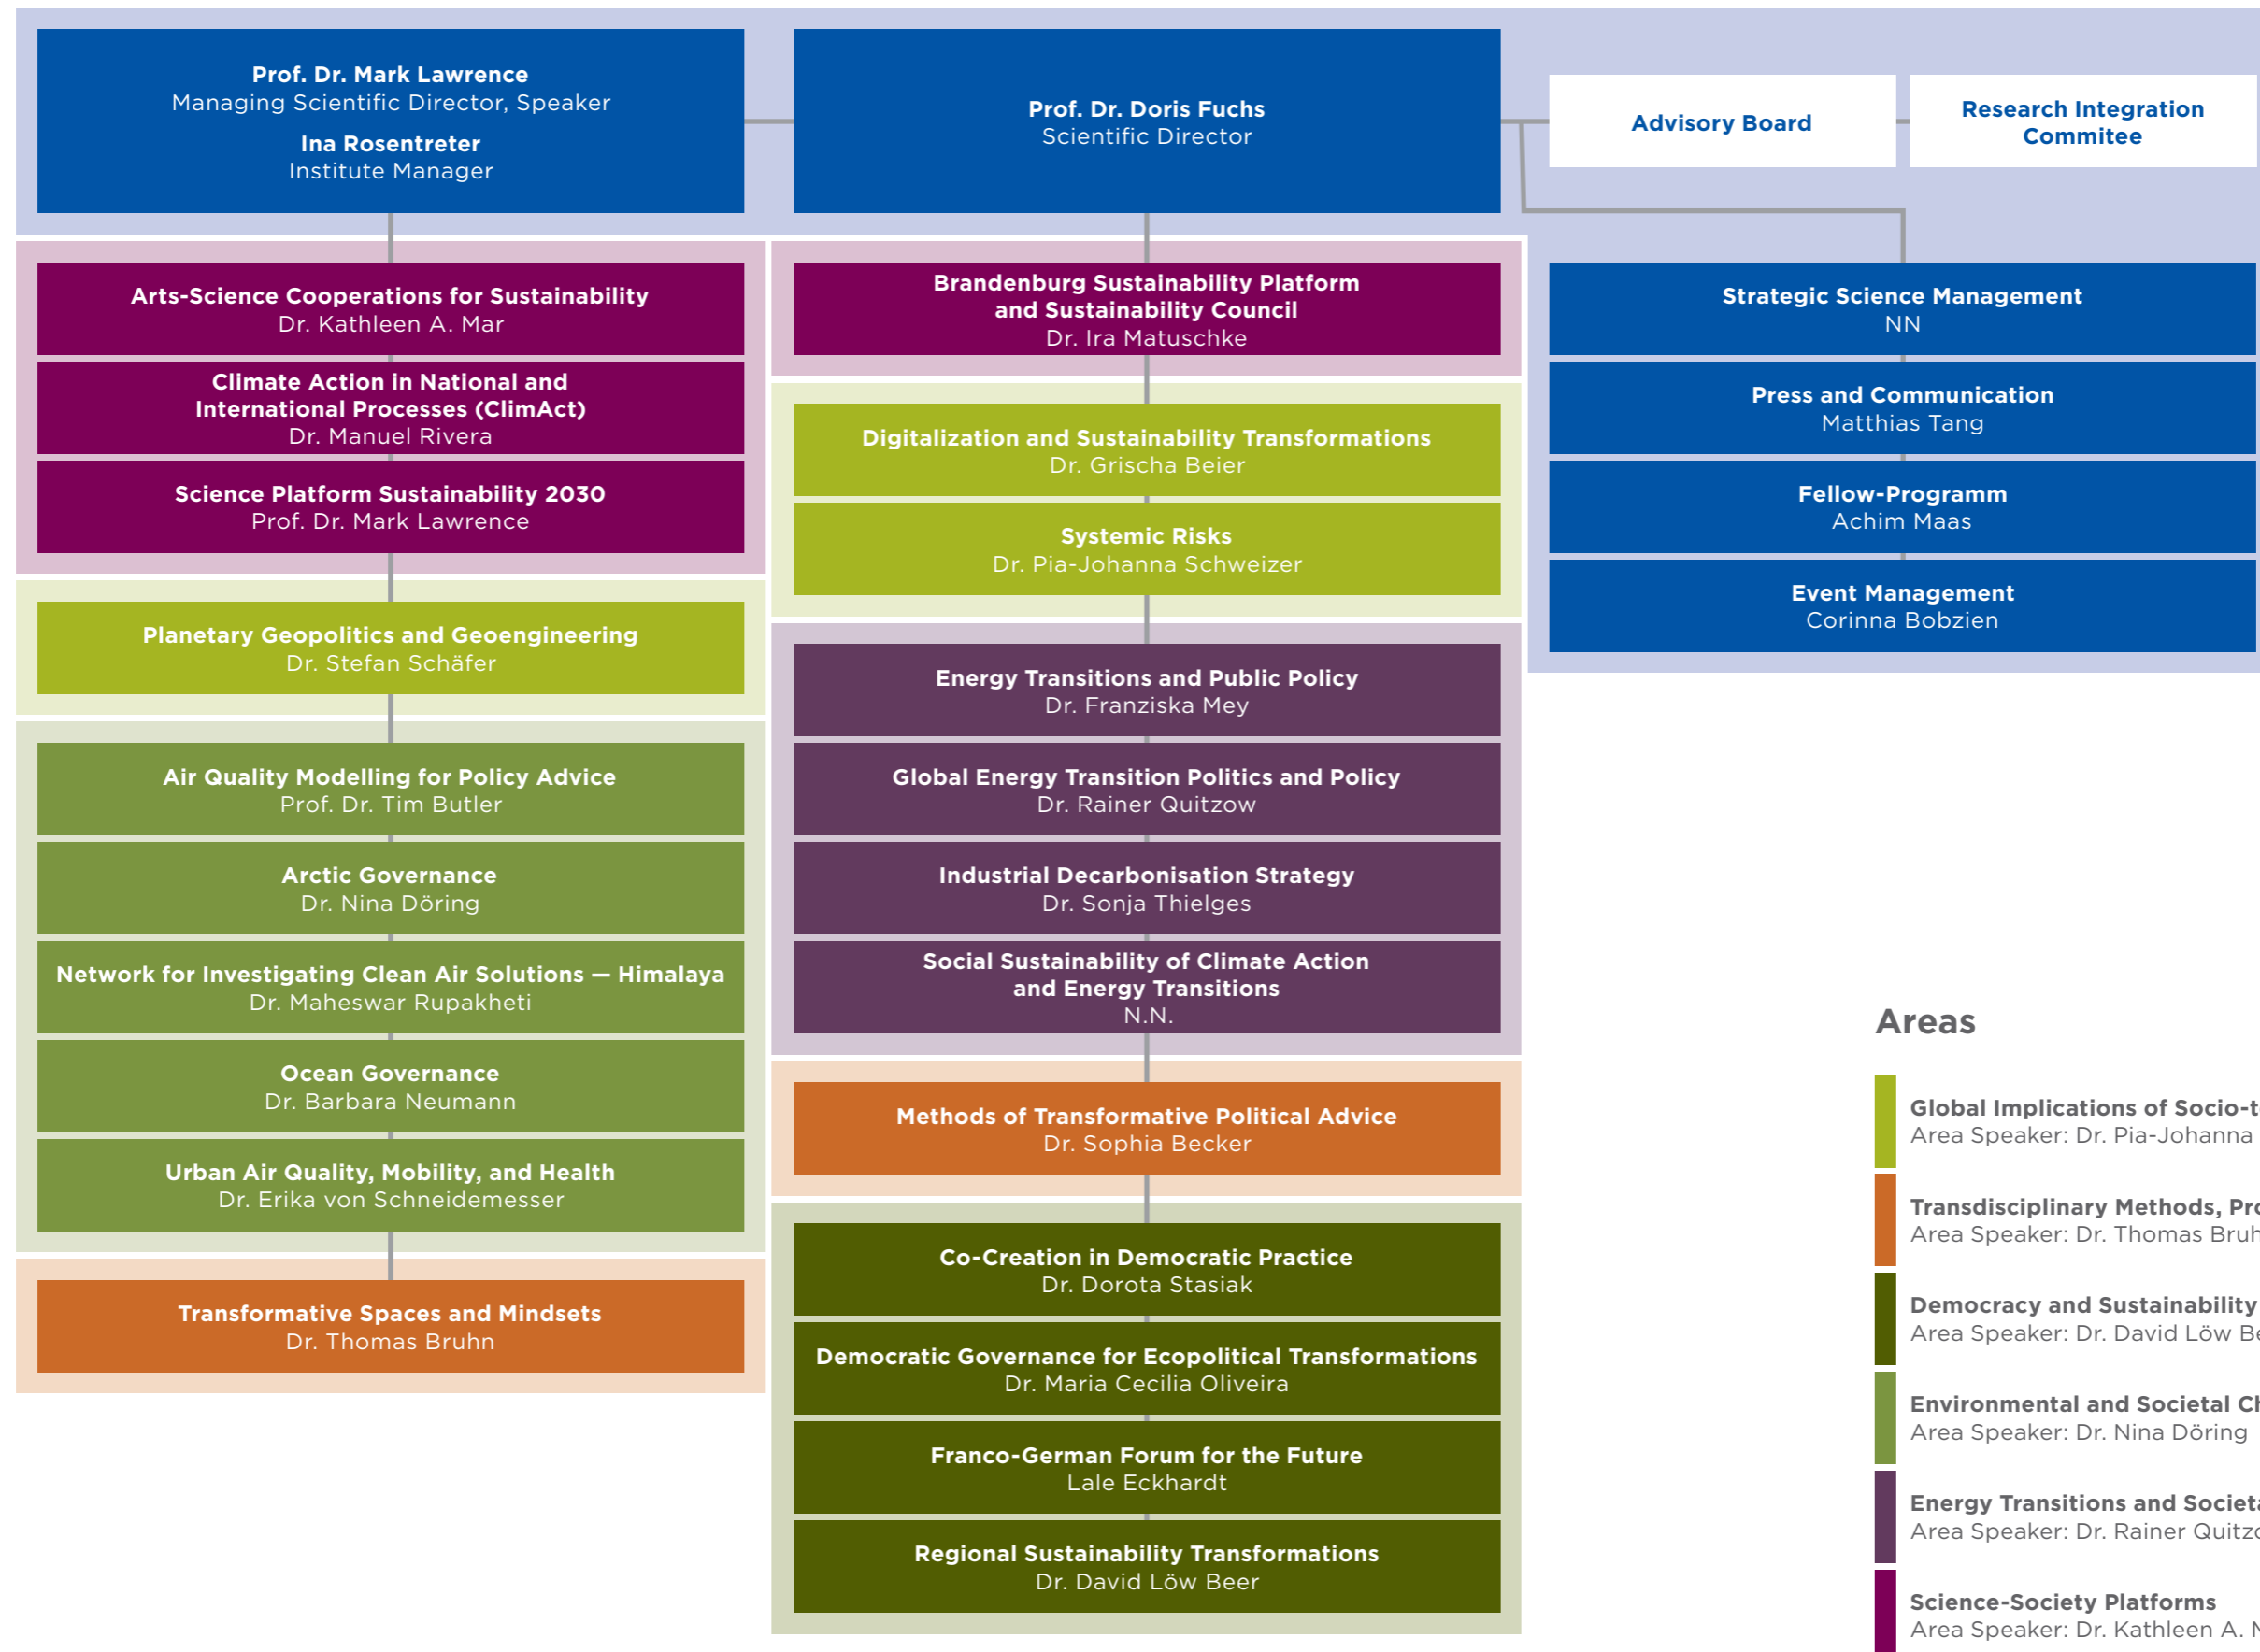 Prof. Dr. Mark Lawrence
Managing Scientific Director, Speaker
Ina Rosentreter
Institute Manager
Prof. Dr. Doris Fuchs
Scientific Director
Advisory Board
Research Integration
Commitee
Arts-Science Cooperations for Sustainability
Dr. Kathleen A. Mar
Climate Action in National and
International Processes (ClimAct)
Dr. Manuel Rivera
Science Platform Sustainability 2030
Prof. Dr. Mark Lawrence
Planetary Geopolitics and Geoengineering
Dr. Stefan Schäfer
Air Quality Modelling for Policy Advice
Prof. Dr. Tim Butler
Arctic Governance
Dr. Nina Döring
Network for Investigating Clean Air Solutions — Himalaya
Dr. Maheswar Rupakheti
Ocean Governance
Dr. Barbara Neumann
Urban Air Quality, Mobility, and Health
Dr. Erika von Schneidemesser
Transformative Spaces and Mindsets
Dr. Thomas Bruhn
Brandenburg Sustainability Platform
and Sustainability Council
Dr. Ira Matuschke
Digitalization and Sustainability Transformations
Dr. Grischa Beier
Systemic Risks
Dr. Pia-Johanna Schweizer
Energy Transitions and Public Policy
Dr. Franziska Mey
Global Energy Transition Politics and Policy
Dr. Rainer Quitzow
Industrial Decarbonisation Strategy
Dr. Sonja Thielges
Social Sustainability of Climate Action
and Energy Transitions
N.N.
Methods of Transformative Political Advice
Dr. Sophia Becker
Co-Creation in Democratic Practice
Dr. Dorota Stasiak
Democratic Governance for Ecopolitical Transformations
Dr. Maria Cecilia Oliveira
Franco-German Forum for the Future
Lale Eckhardt
Regional Sustainability Transformations
Dr. David Löw Beer
Strategic Science Management
NN
Press and Communication
Matthias Tang
Fellow-Programm
Achim Maas
Event Management
Corinna Bobzien
Areas
Global Implications of
Area Speaker: Dr. Pia-Johanna
Transdisciplinary Methods,
Area Speaker: Dr. Thomas
Democracy and Sustainability
Area Speaker: Dr. David Löw
Environmental and Societal
Area Speaker: Dr. Nina Döring
Energy Transitions and
Area Speaker: Dr. Rainer
Science-Society Platforms
Area Speaker: Dr. Kathleen A.